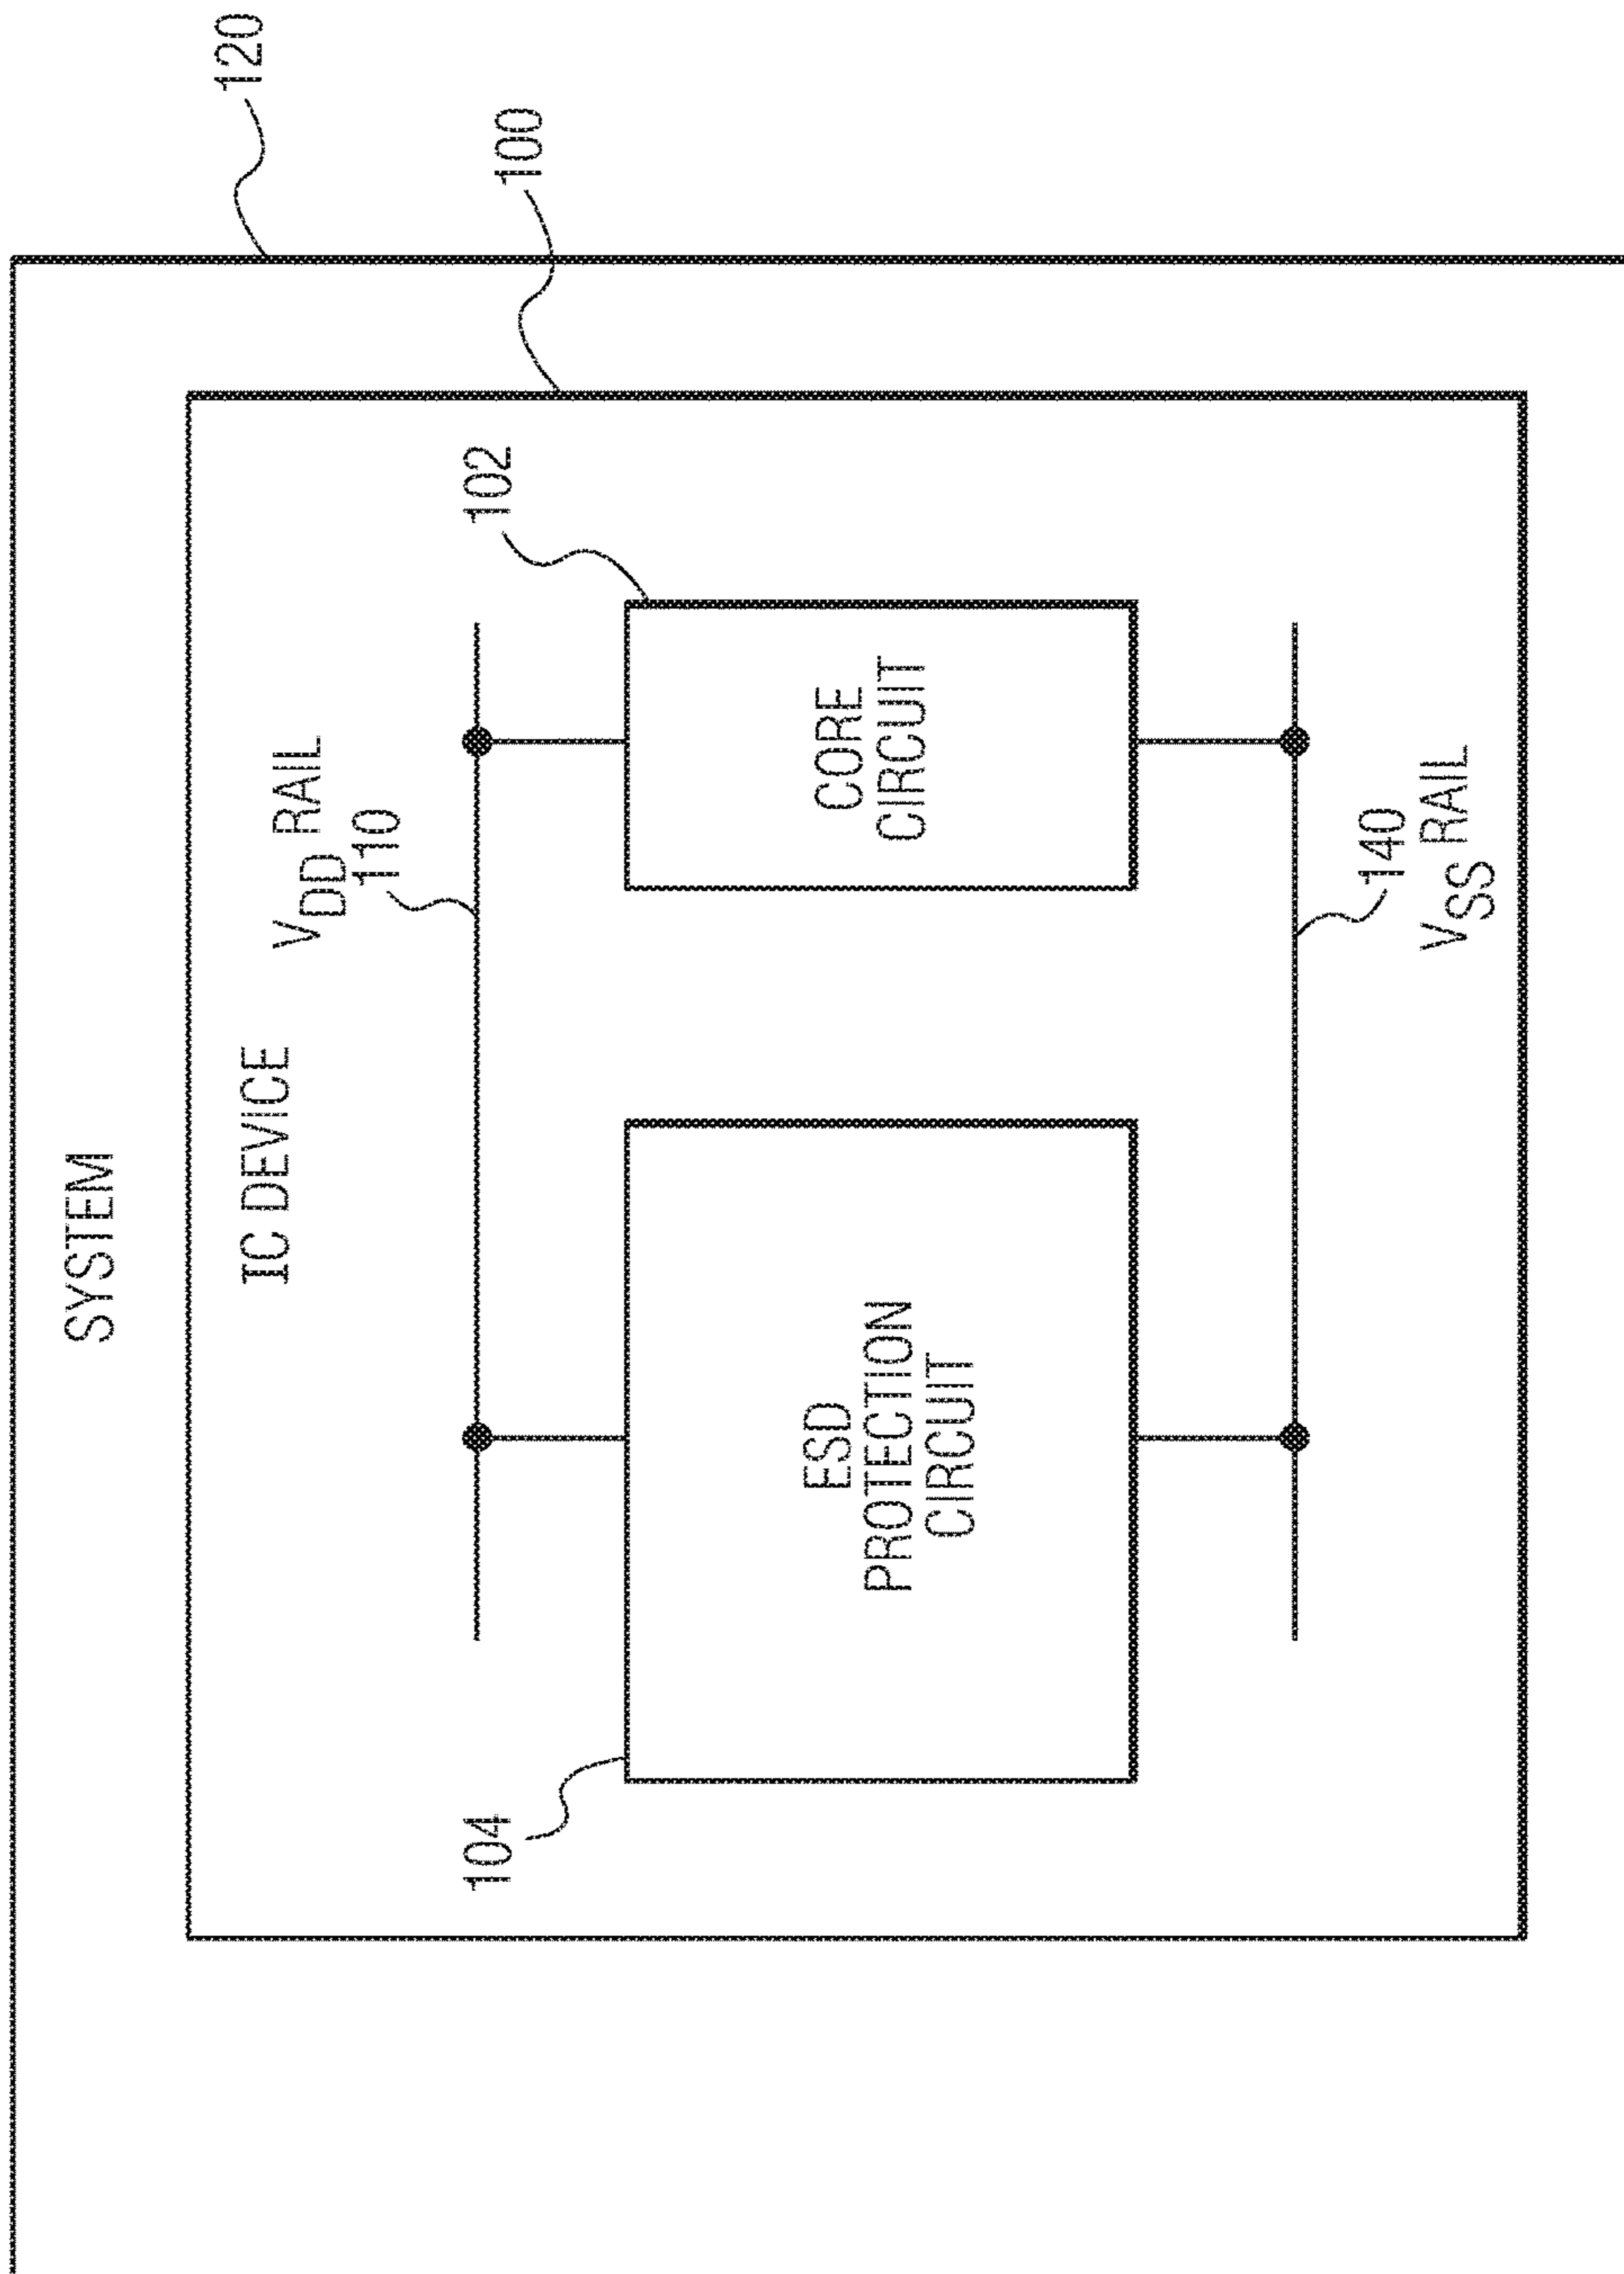 120
100
SYSTEM
IC DEVICE
VDD RAIL
110
104
102
ESD
PROTECTION
CIRCUIT
CORE
CIRCUIT
140
VSS RAIL